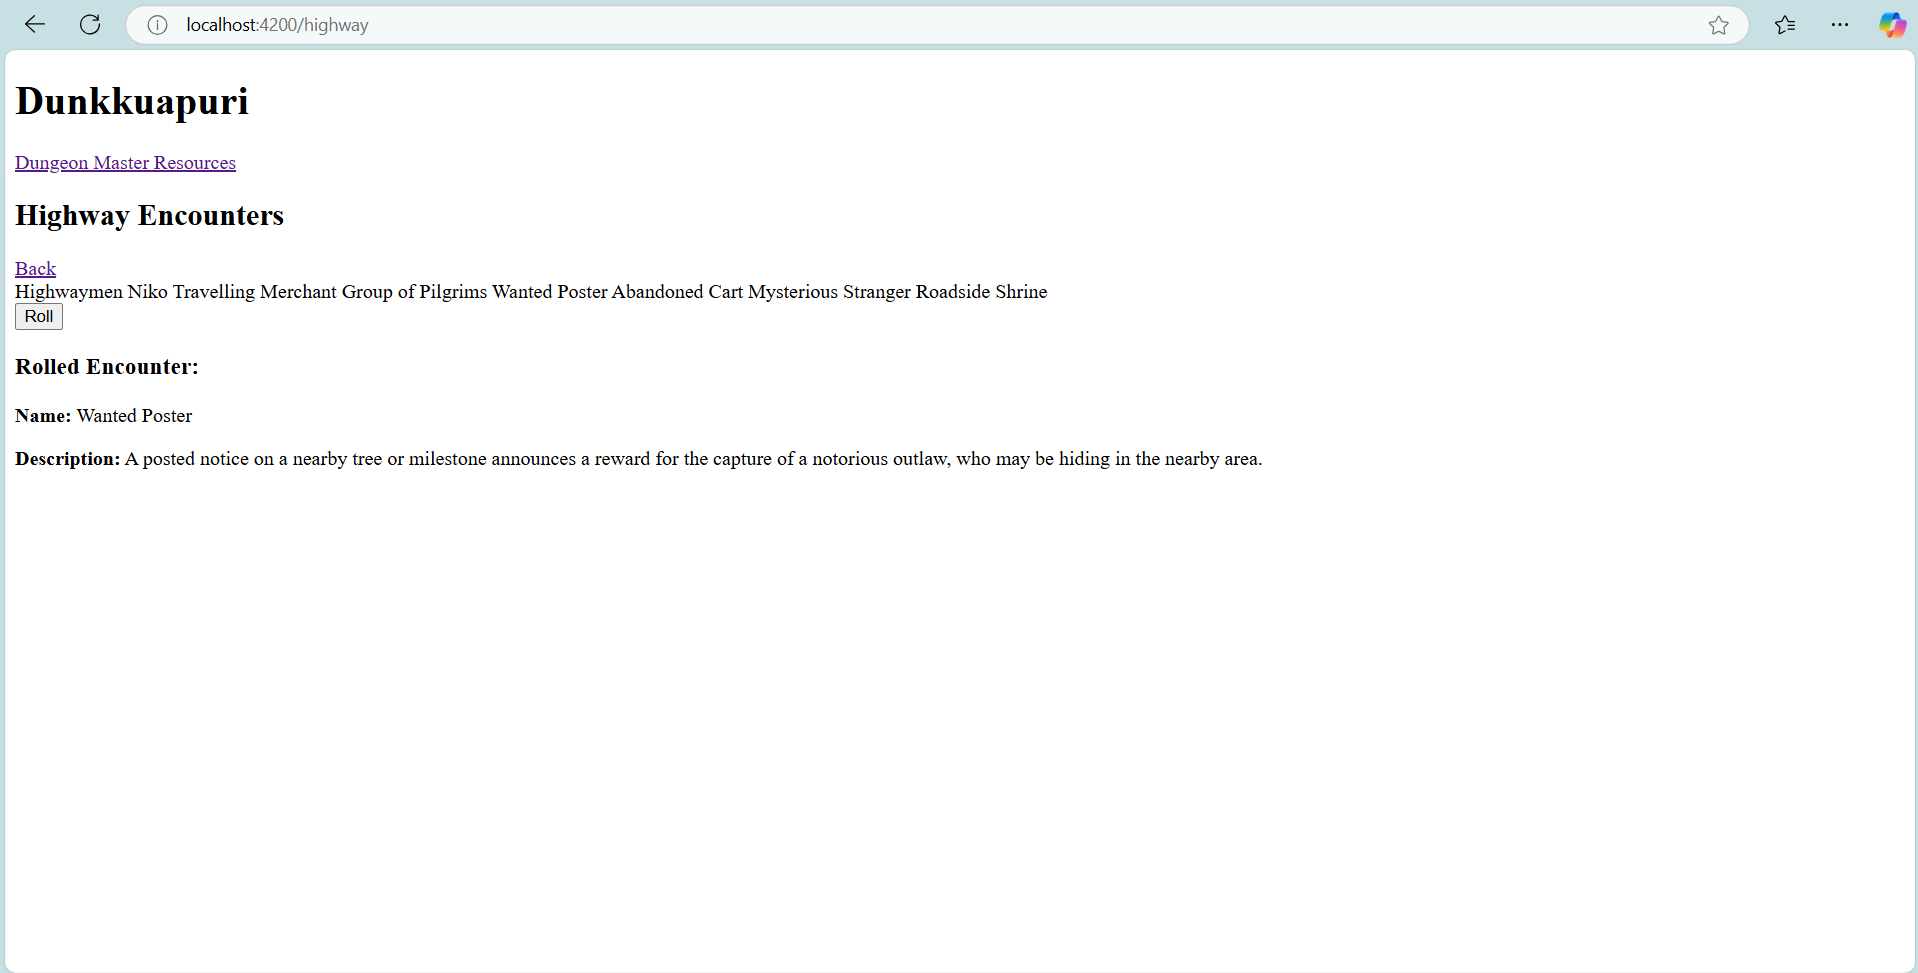 localhost:4200/highway
Dunkkuapuri
Dungeon Master Resources
Highway Encounters
Back
Highwaymen Niko Travelling Merchant Group of Pilgrims Wanted Poster Abandoned Cart Mysterious Stranger Roadside Shrine
Roll
Rolled Encounter:
Name: Wanted Poster
Description: A posted notice on a nearby tree or milestone announces a reward for the capture of a notorious outlaw, who may be hiding in the nearby area.